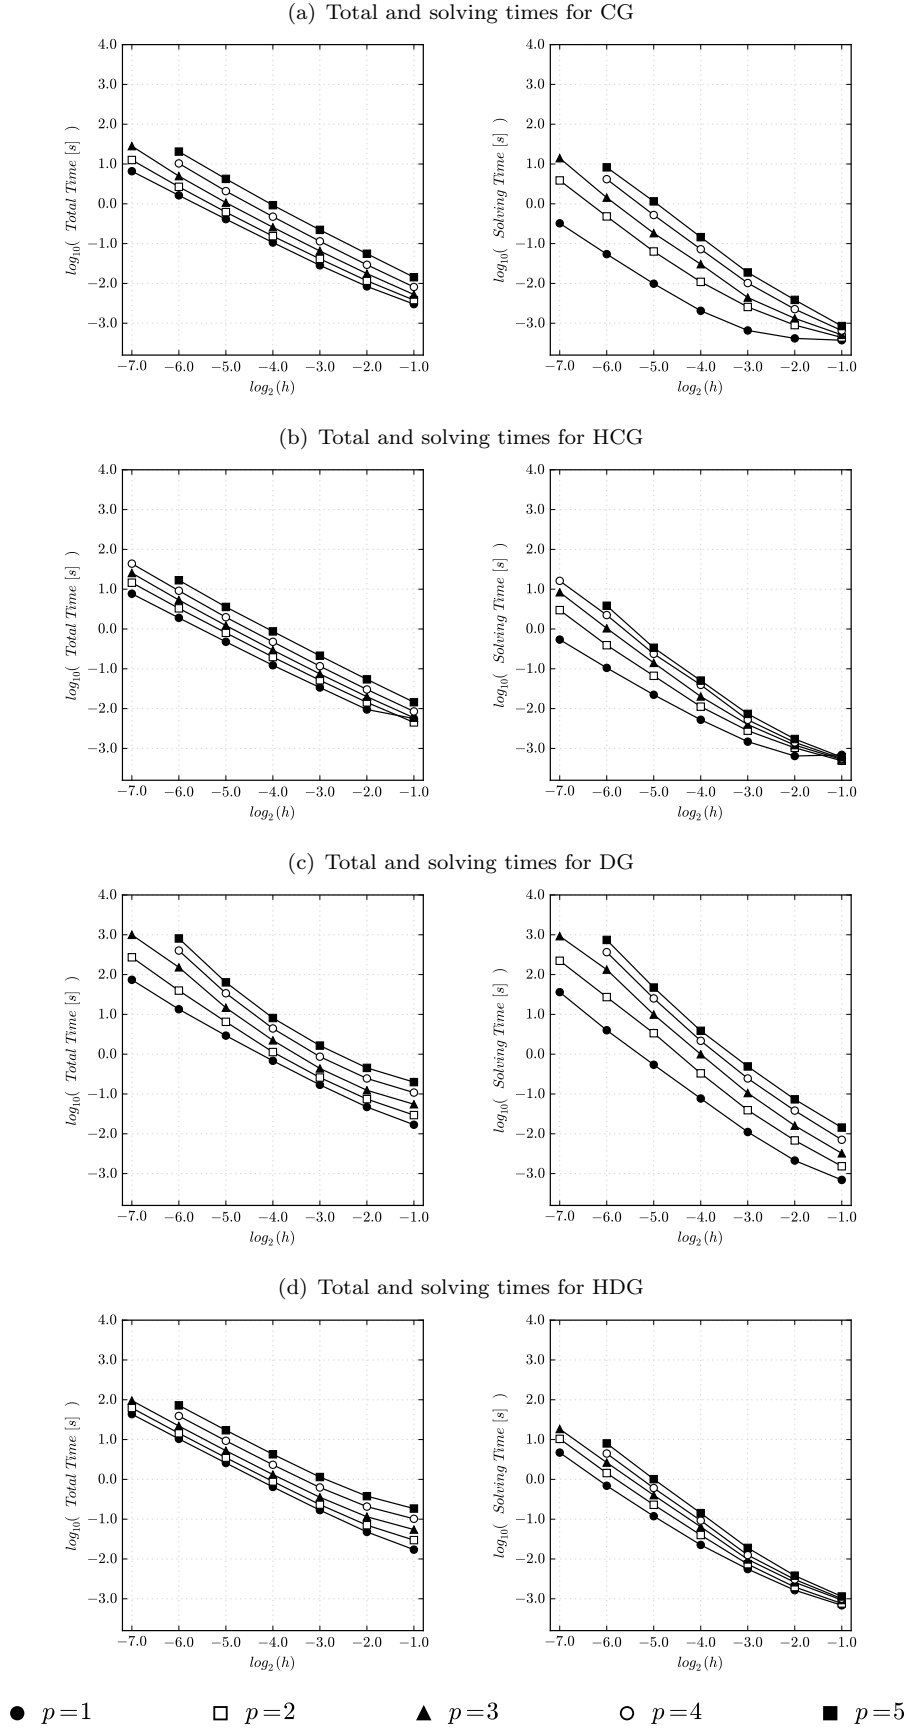 (a) Total and solving times for CG
4.0
3.0
2.0
1.0
0.0
−1.0
−2.0
−3.0
log10( Total Time [s] )
−7.0 −6.0 −5.0 −4.0 −3.0 −2.0 −1.0
log2(h)
4.0
3.0
2.0
1.0
0.0
−1.0
−2.0
−3.0
log10( Solving Time [s] )
−7.0 −6.0 −5.0 −4.0 −3.0 −2.0 −1.0
log2(h)
(b) Total and solving times for HCG
4.0
3.0
2.0
1.0
0.0
−1.0
−2.0
−3.0
log10( Total Time [s] )
−7.0 −6.0 −5.0 −4.0 −3.0 −2.0 −1.0
log2(h)
4.0
3.0
2.0
1.0
0.0
−1.0
−2.0
−3.0
log10( Solving Time [s] )
−7.0 −6.0 −5.0 −4.0 −3.0 −2.0 −1.0
log2(h)
(c) Total and solving times for DG
4.0
3.0
2.0
1.0
0.0
−1.0
−2.0
−3.0
log10( Total Time [s] )
−7.0 −6.0 −5.0 −4.0 −3.0 −2.0 −1.0
log2(h)
4.0
3.0
2.0
1.0
0.0
−1.0
−2.0
−3.0
log10( Solving Time [s] )
−7.0 −6.0 −5.0 −4.0 −3.0 −2.0 −1.0
log2(h)
(d) Total and solving times for HDG
4.0
3.0
2.0
1.0
0.0
−1.0
−2.0
−3.0
log10( Total Time [s] )
−7.0 −6.0 −5.0 −4.0 −3.0 −2.0 −1.0
log2(h)
4.0
3.0
2.0
1.0
0.0
−1.0
−2.0
−3.0
log10( Solving Time [s] )
−7.0 −6.0 −5.0 −4.0 −3.0 −2.0 −1.0
log2(h)
p=1 p=2 p=3 p=4 p=5